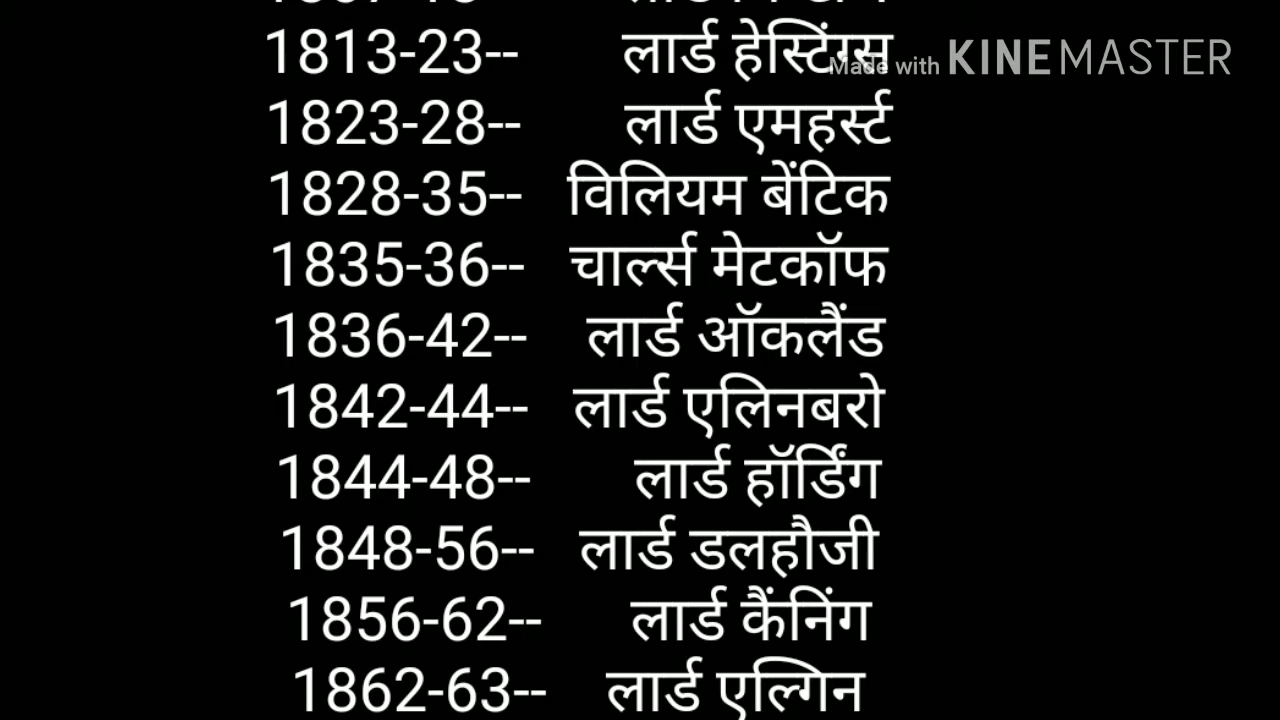 1813-23-- लार्ड हेस्टिंग्स
Made with KINEMASTER
1823-28-- लार्ड एमहर्स्ट
1828-35-- विलियम बेंटिक
1835-36-- चार्ल्स मेटकॉफ
1836-42-- लार्ड ऑकलैंड
1842-44-- लार्ड एलिनबरो
1844-48-- लार्ड हॉर्डिंग
1848-56-- लार्ड डलहौजी
1856-62-- लार्ड कैंनिंग
1862-63-- लार्ड एल्गिन